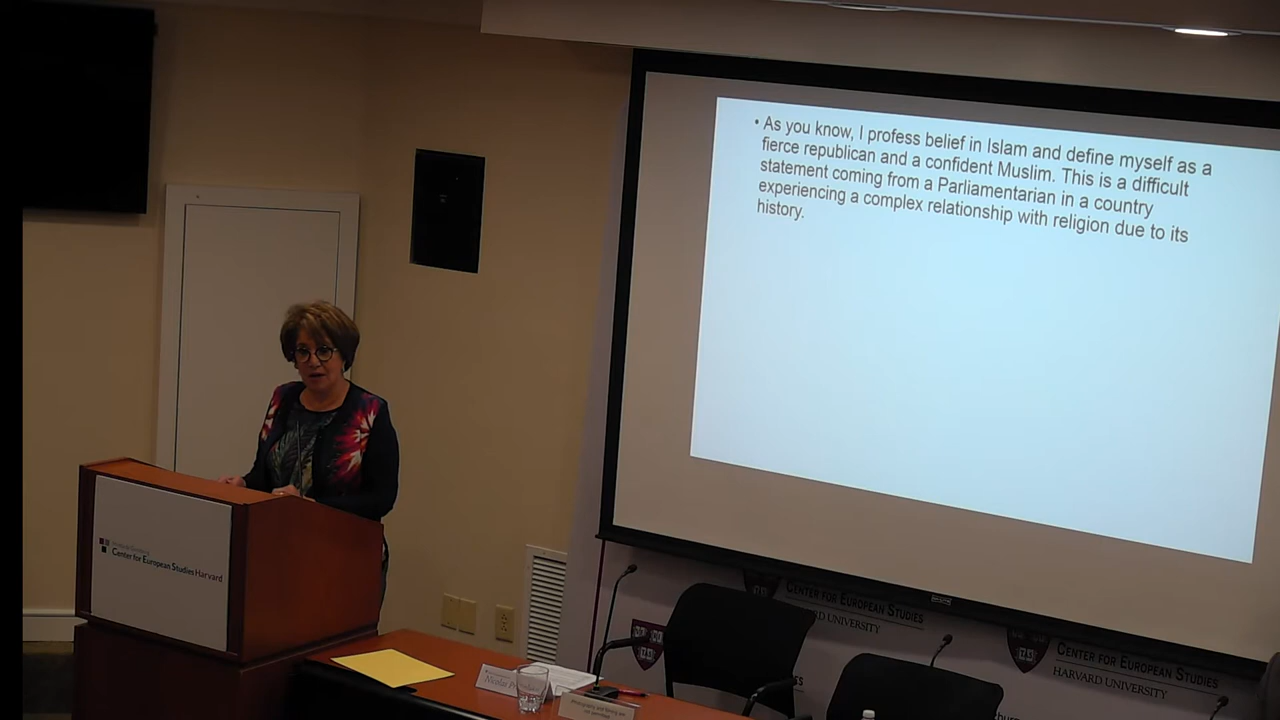 • As you know, I profess belief in Islam and define myself as a
fierce republican and a confident Muslim. This is a difficult
statement coming from a Parliamentarian in a country
experiencing a complex relationship with religion due to its
history.
Center for European Studies Harvard
Nicolas
CENTER FOR EUROPEAN STUDIES
UNIVERSITY
CENTER FOR EUROPEAN STUDIES
HARVARD UNIVERSITY